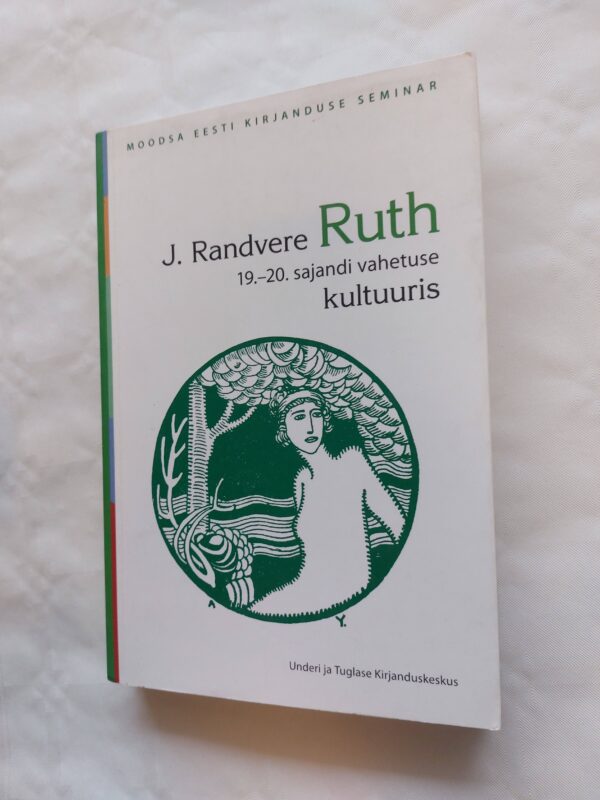 MOODSA EESTI KIRJANDUSE SEMINAR
J. Randvere Ruth
19.–20. sajandi vahetuse
kultuuris
A Y.
Underi ja Tuglase Kirjanduskeskus